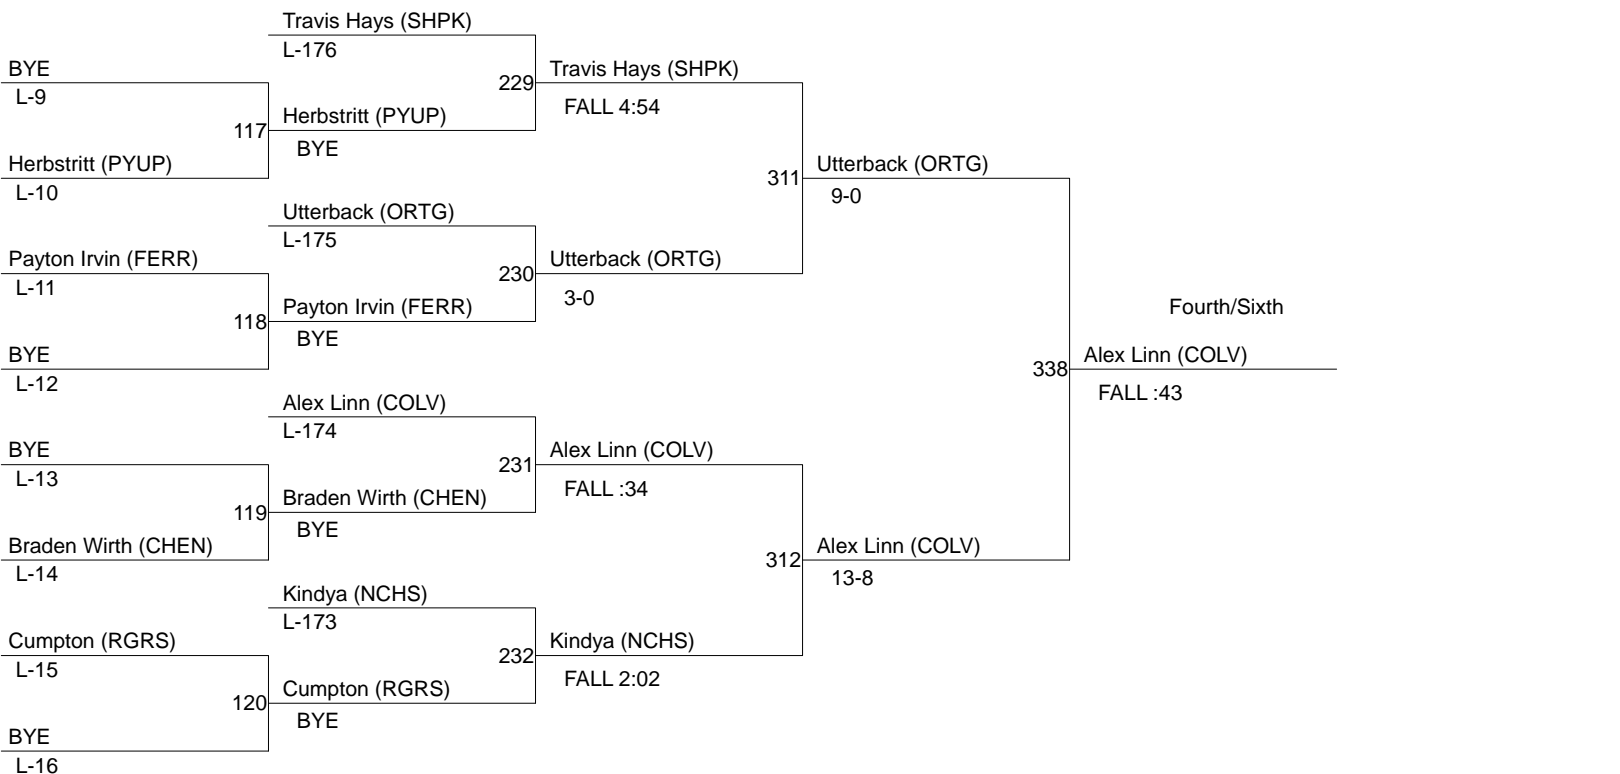 Travis Hays (SHPK)
L-176
BYE
L-9
229
Travis Hays (SHPK)
FALL 4:54
Herbstritt (PYUP)
117
BYE
Herbstritt (PYUP)
L-10
311
Utterback (ORTG)
9-0
Utterback (ORTG)
L-175
Payton Irvin (FERR)
L-11
230
Utterback (ORTG)
3-0
Payton Irvin (FERR)
118
BYE
BYE
L-12
Fourth/Sixth
338
Alex Linn (COLV)
FALL :43
Alex Linn (COLV)
L-174
BYE
L-13
231
Alex Linn (COLV)
FALL :34
Braden Wirth (CHEN)
119
BYE
Braden Wirth (CHEN)
L-14
312
Alex Linn (COLV)
13-8
Kindya (NCHS)
L-173
Cumpton (RGRS)
L-15
232
Kindya (NCHS)
FALL 2:02
Cumpton (RGRS)
120
BYE
BYE
L-16